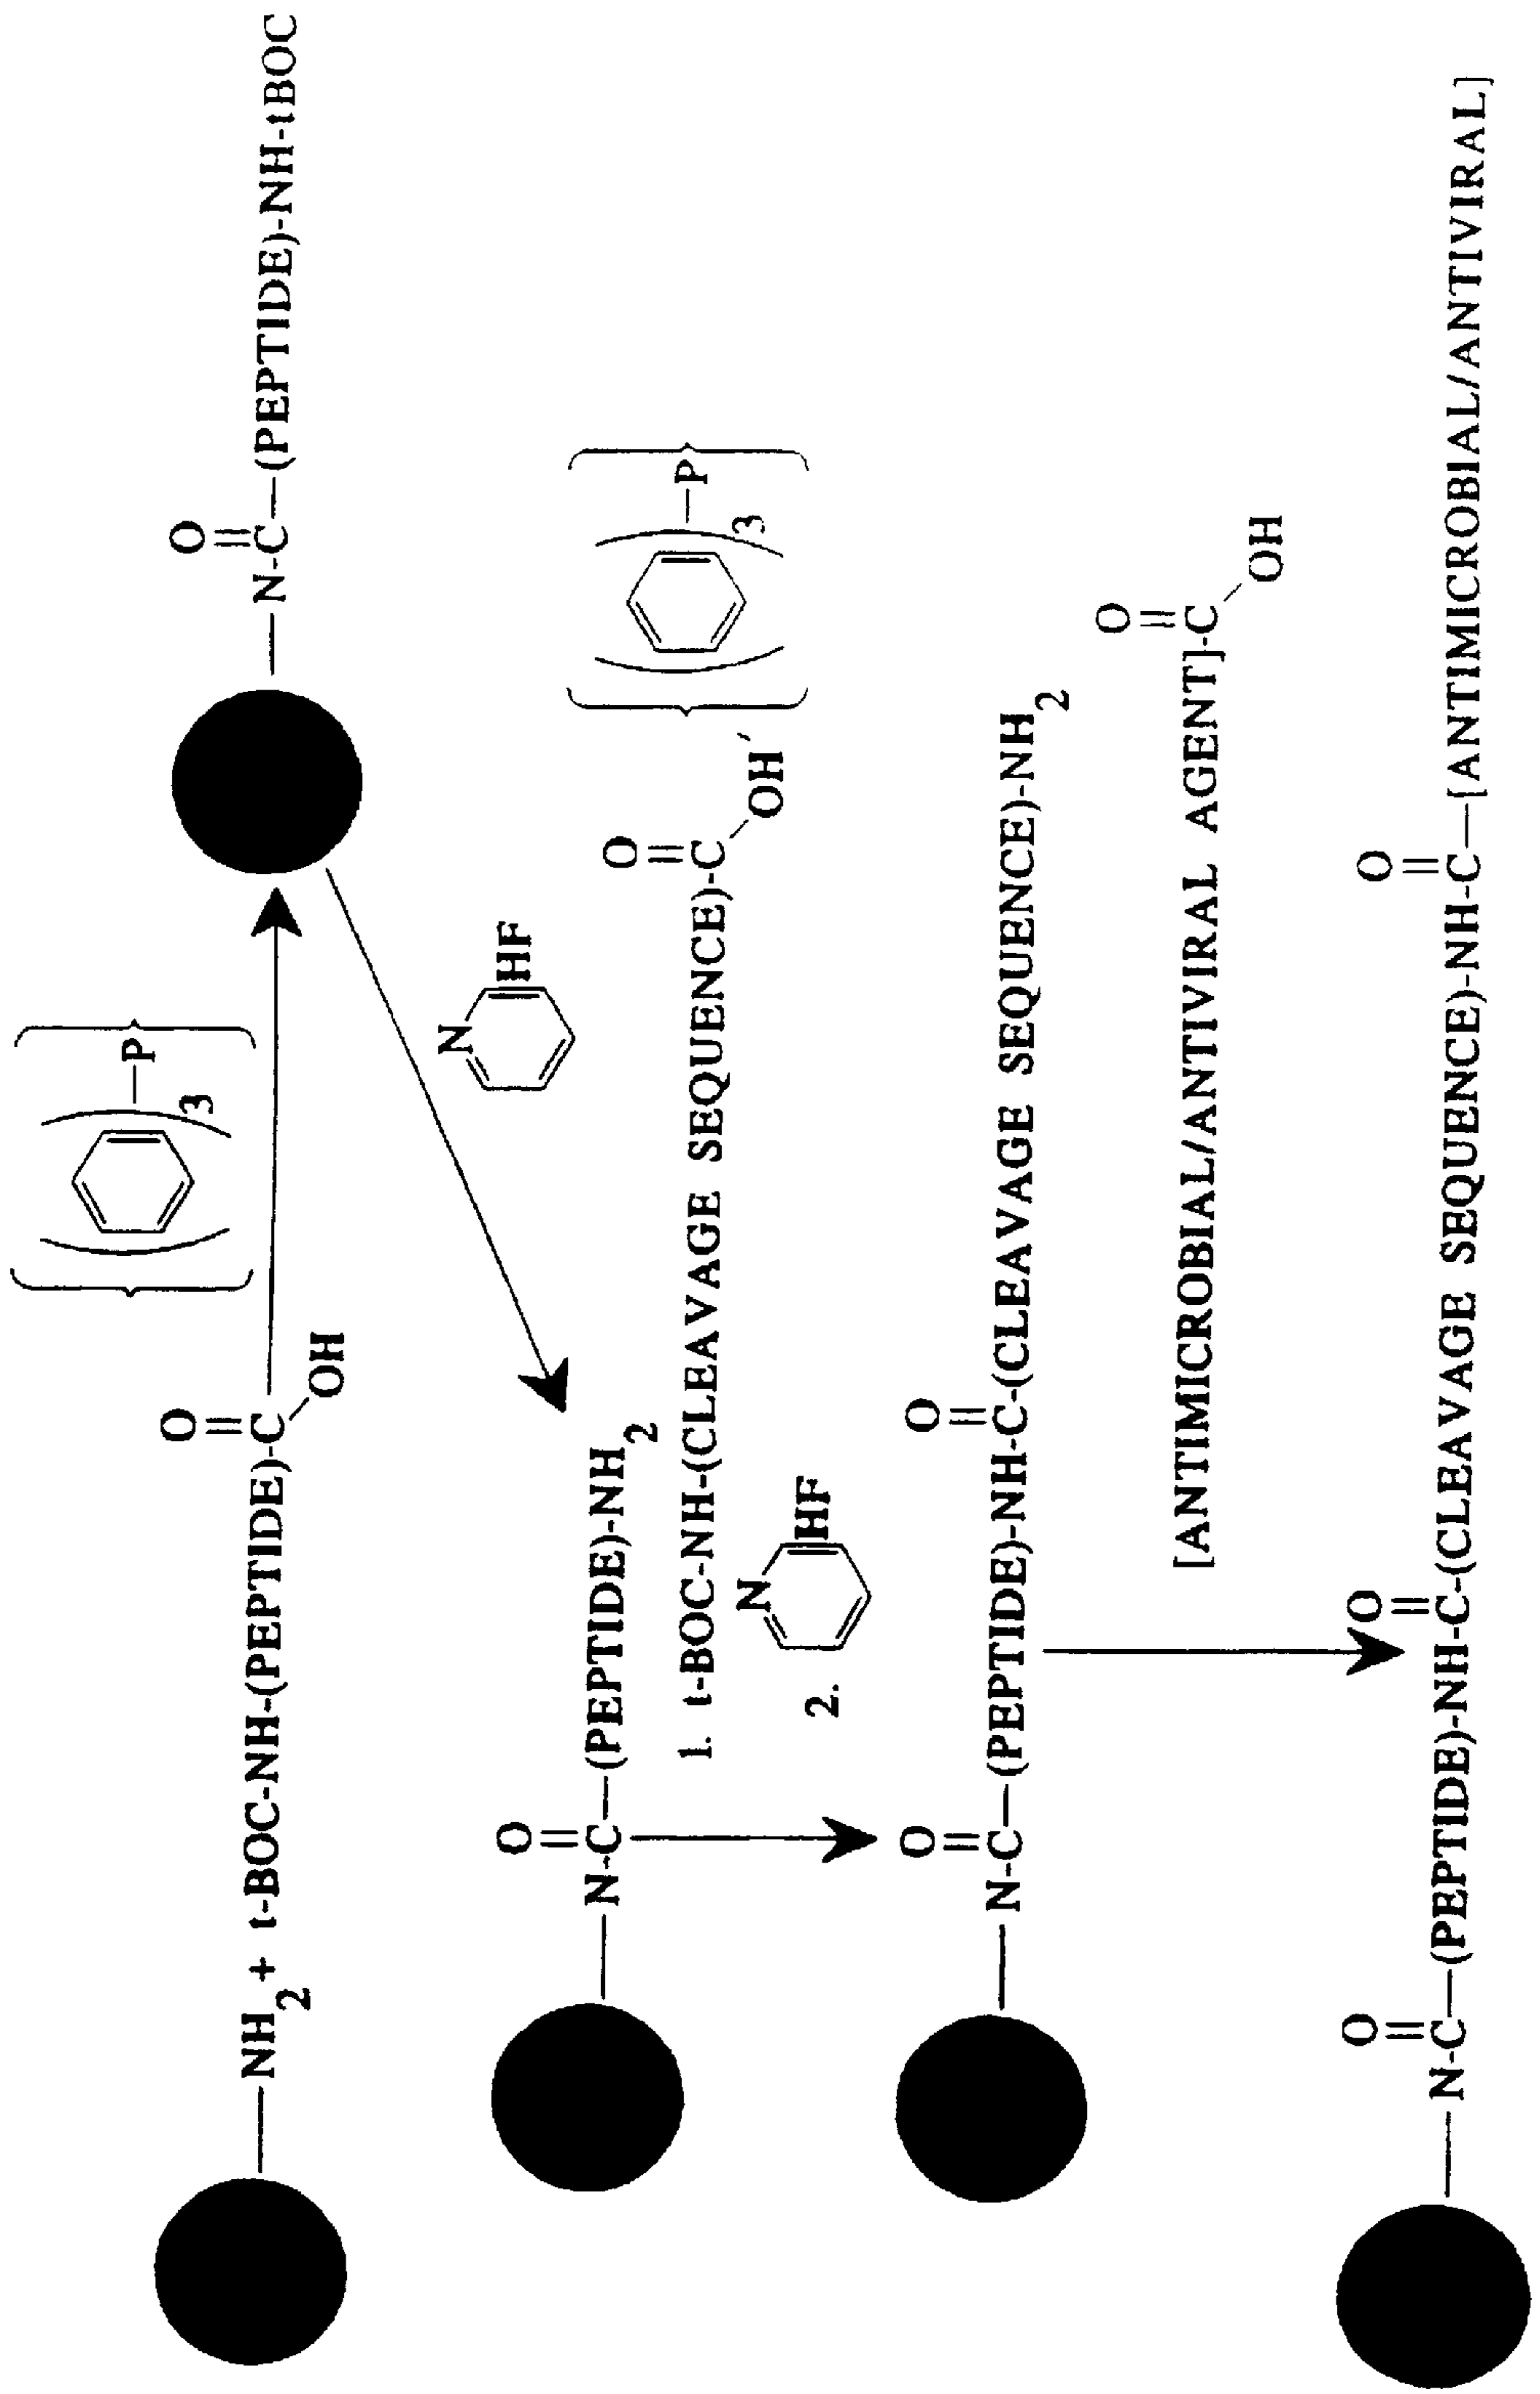 P
3
O
O
NH2 + t-BOC-NH-(PEPTIDE)-C
N-C—(PEPTIDE)-NH-tBOC
OH
N
HF
O
N-C—(PEPTIDE)-NH2
P
3
O
1. t-BOC-NH-(CLEAVAGE SEQUENCE)-C
OH
2.
N
HF
O
O
N-C—(PEPTIDE)-NH-C-(CLEAVAGE SEQUENCE)-NH2
O
[ANTIMICROBIAL/ANTIVIRAL AGENT]-C
OH
O
O
O
N-C—(PEPTIDE)-NH-C-(CLEAVAGE SEQUENCE)-NH-C—[ANTIMICROBIAL/ANTIVIRAL]